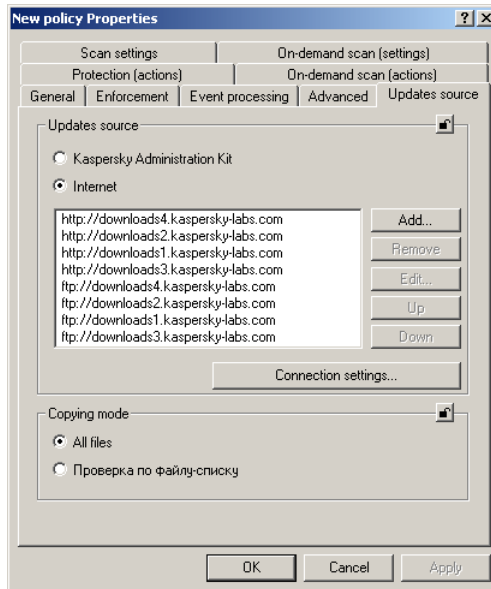 New policy Properties
Scan settings
On-demand scan (settings)
Protection (actions)
On-demand scan (actions)
General
Enforcement
Event processing
Advanced
Updates source
Updates source
Kaspersky Administration Kit
Internet
http://downloads4.kaspersky-labs.com
http://downloads2.kaspersky-labs.com
http://downloads1.kaspersky-labs.com
http://downloads3.kaspersky-labs.com
ftp://downloads4.kaspersky-labs.com
ftp://downloads2.kaspersky-labs.com
ftp://downloads1.kaspersky-labs.com
ftp://downloads3.kaspersky-labs.com
Add...
Remove
Edit...
Up
Down
Connection settings...
Copying mode
All files
Проверка по файлу-списку
OK
Cancel
Apply